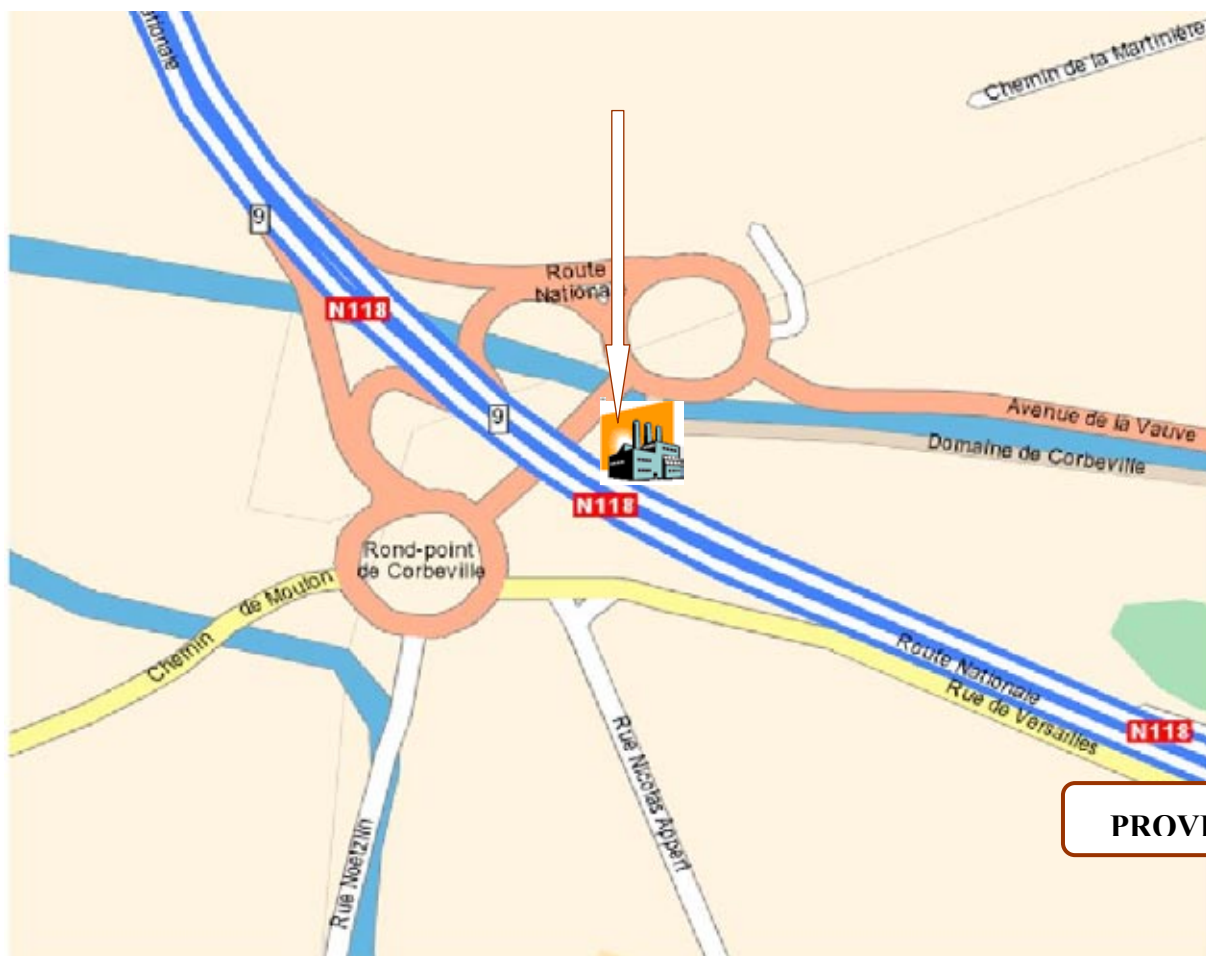 Chemin de la Martinière
9
Route
Nationale
N118
9
Avenue de la Vauve
Domaine de Corbeville
N118
Rond-point
de Corbeville
Chemin de Moulon
Route Nationale
Rue de Versailles
N118
Rue Nicolas Appert
Rue Noetzlin